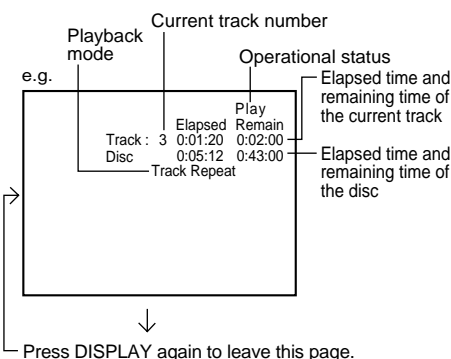 Current track number
Playback
mode
Operational status
e.g.
Elapsed time and
remaining time of
the current track
Play
Elapsed Remain
Track : 3 0:01:20 0:02:00
Disc 0:05:12 0:43:00
Track Repeat
Elapsed time and
remaining time of
the disc
Press DISPLAY again to leave this page.